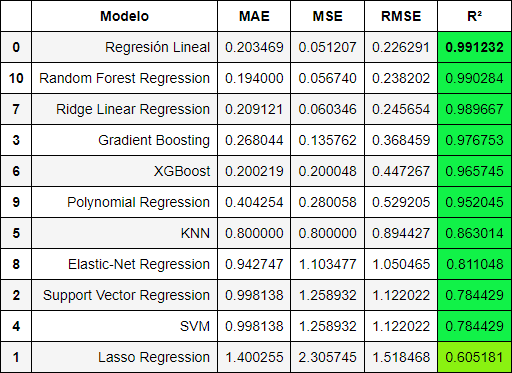 Modelo MAE MSE RMSE R²
0 Regresión Lineal 0.203469 0.051207 0.226291 0.991232
10 Random Forest Regression 0.194000 0.056740 0.238202 0.990284
7 Ridge Linear Regression 0.209121 0.060346 0.245654 0.989667
3 Gradient Boosting 0.268044 0.135762 0.368459 0.976753
6 XGBoost 0.200219 0.200048 0.447267 0.965745
9 Polynomial Regression 0.404254 0.280058 0.529205 0.952045
5 KNN 0.800000 0.800000 0.894427 0.863014
8 Elastic-Net Regression 0.942747 1.103477 1.050465 0.811048
2 Support Vector Regression 0.998138 1.258932 1.122022 0.784429
4 SVM 0.998138 1.258932 1.122022 0.784429
1 Lasso Regression 1.400255 2.305745 1.518468 0.605181